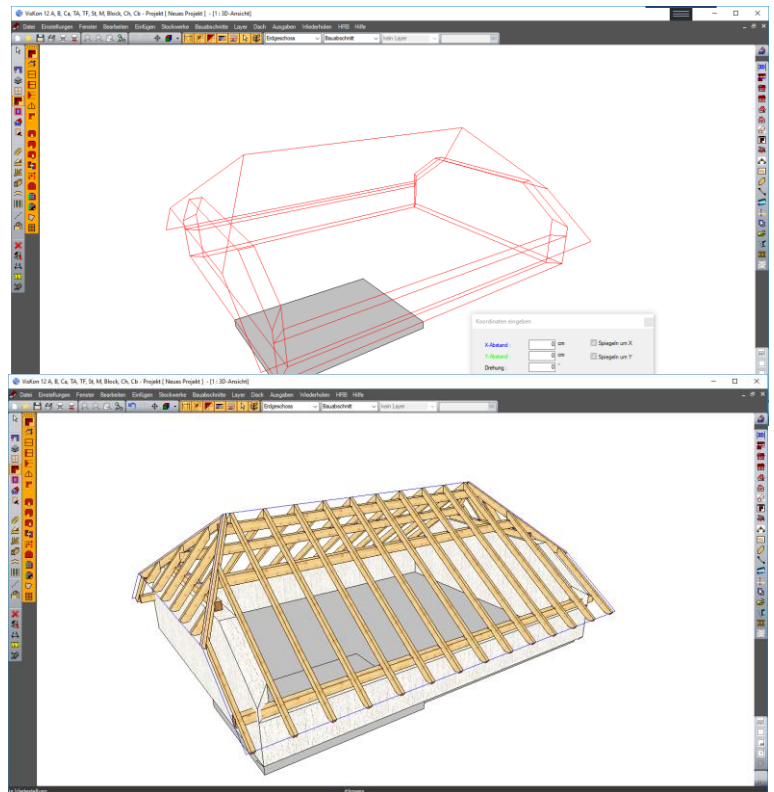 VisKon 12 A, B, Ca, TA, TF, St, M, Block, Ch, Cb - Projekt [ Neues Projekt ] - [1 : 3D-Ansicht]
Datei Einstellungen Fenster Bearbeiten Einfügen Stockwerke Bauabschnitte Layer Dach Ausgaben Wiederholen HRB Hilfe
Erdgeschoss Bauabschnitt kein Layer
Koordinaten eingeben
X-Abstand : 0 cm Spiegeln um X
Y-Abstand : 0 cm Spiegeln um Y
Drehung : 0 °
VisKon 12 A, B, Ca, TA, TF, St, M, Block, Ch, Cb - Projekt [ Neues Projekt ] - [1 : 3D-Ansicht]
Datei Einstellungen Fenster Bearbeiten Einfügen Stockwerke Bauabschnitte Layer Dach Ausgaben Wiederholen HRB Hilfe
Erdgeschoss Bauabschnitt kein Layer